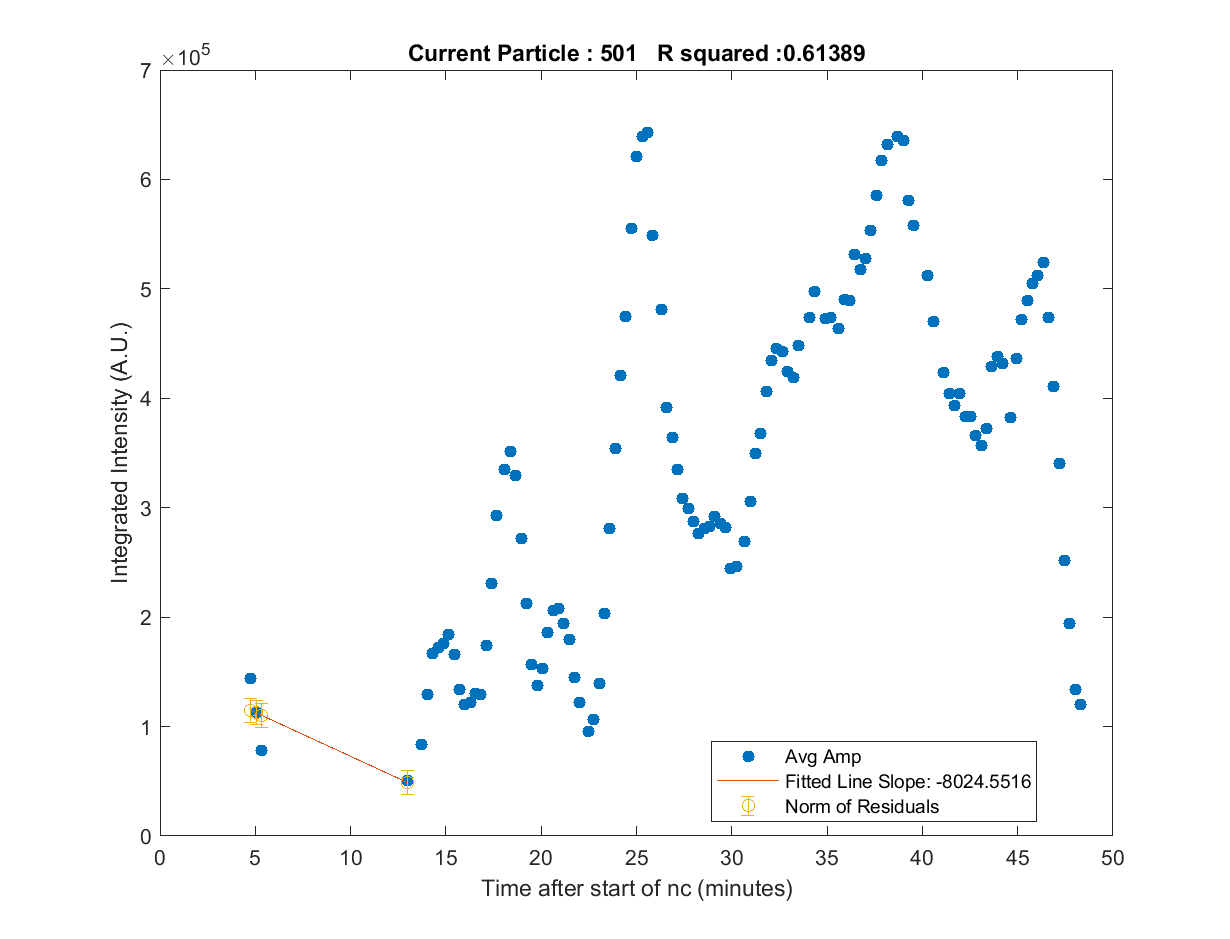 Current Particle : 501 R squared :0.61389
×10^5
7
6
5
4
3
2
1
0
0 5 10 15 20 25 30 35 40 45 50
Integrated Intensity (A.U.)
Time after start of nc (minutes)
Avg Amp
Fitted Line Slope: -8024.5516
Norm of Residuals